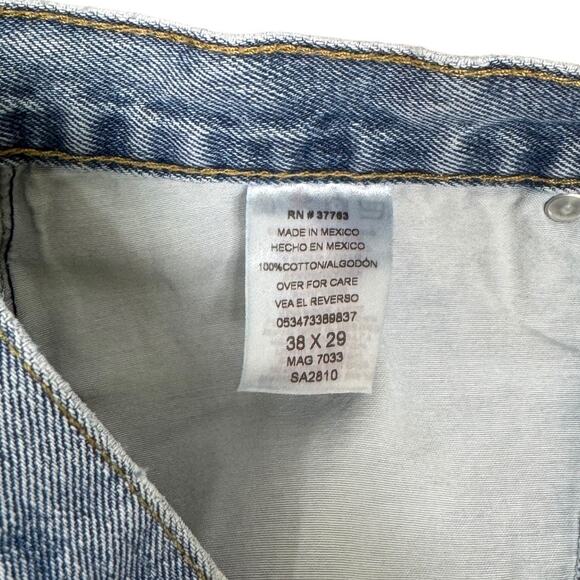 RN # 37763
MADE IN MEXICO
HECHO EN MEXICO
100%COTTON/ALGODÓN
OVER FOR CARE
VEA EL REVERSO
053473389837
38 X 29
MAG 7033
SA2810